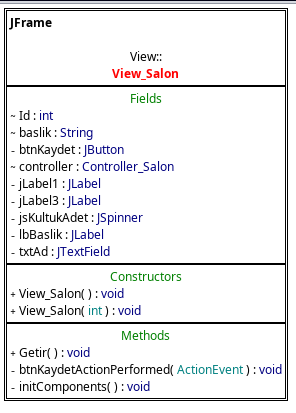 JFrame
View::
View_Salon
Fields
~ Id : int
~ baslik : String
- btnKaydet : JButton
~ controller : Controller_Salon
- jLabel1 : JLabel
- jLabel3 : JLabel
- jsKultukAdet : JSpinner
- lbBaslik : JLabel
- txtAd : JTextField
Constructors
+ View_Salon( ) : void
+ View_Salon( int ) : void
Methods
+ Getir( ) : void
- btnKaydetActionPerformed( ActionEvent ) : void
- initComponents( ) : void